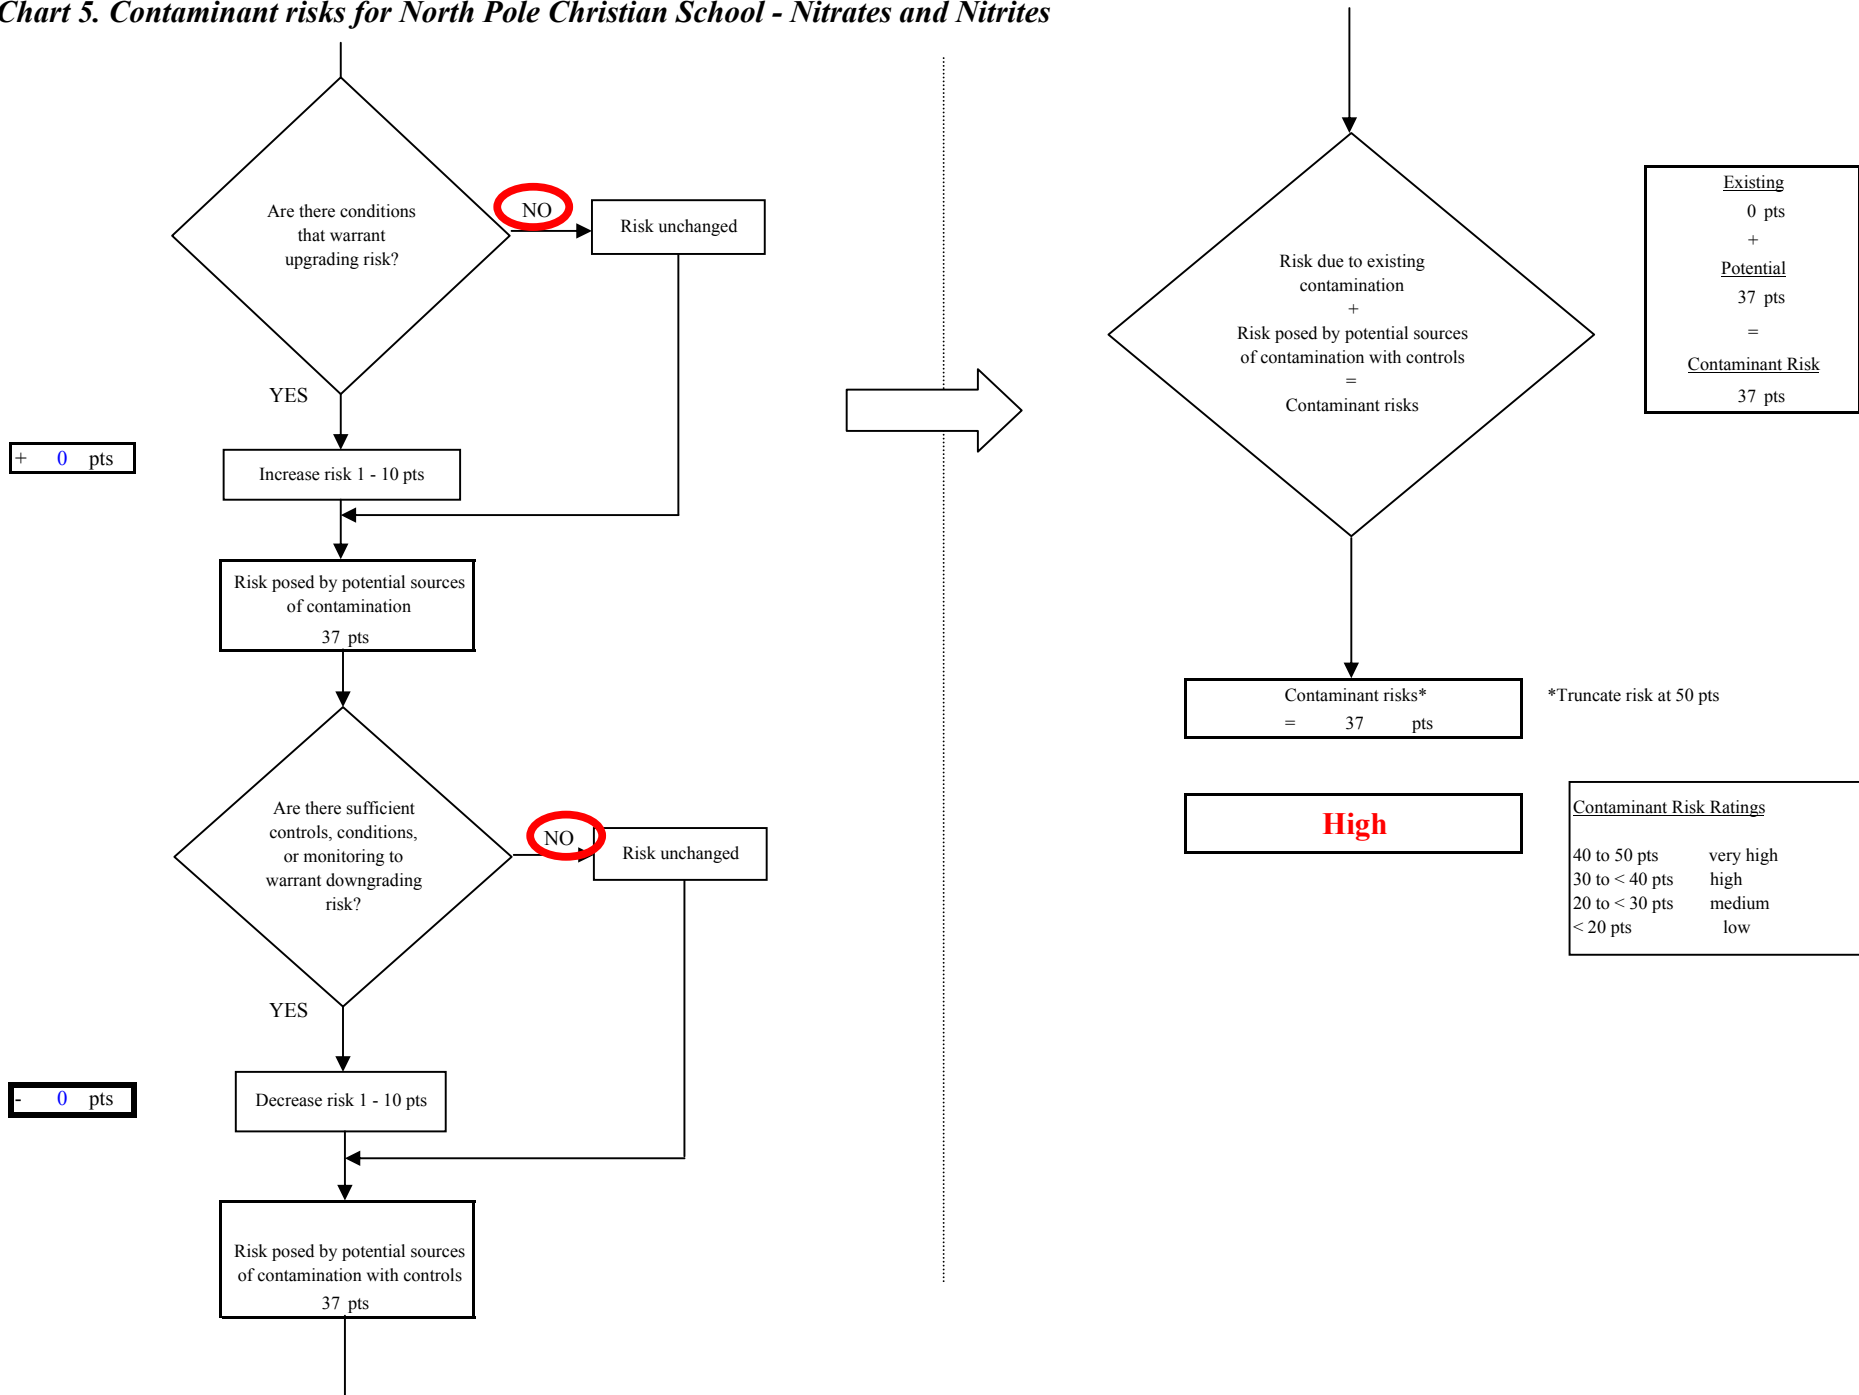 Chart 5. Contaminant risks for North Pole Christian School - Nitrates and Nitrites
Are there conditions
that warrant
upgrading risk?
NO
Risk unchanged
YES
+ 0 pts
Increase risk 1 - 10 pts
Risk posed by potential sources
of contamination
37 pts
Are there sufficient
controls, conditions,
or monitoring to
warrant downgrading
risk?
NO
Risk unchanged
YES
- 0 pts
Decrease risk 1 - 10 pts
Risk posed by potential sources
of contamination with controls
37 pts
Risk due to existing
contamination
+
Risk posed by potential sources
of contamination with controls
=
Contaminant risks
Existing
0 pts
+
Potential
37 pts
=
Contaminant Risk
37 pts
Contaminant risks*
= 37 pts
*Truncate risk at 50 pts
High
Contaminant Risk Ratings
40 to 50 pts very high
30 to < 40 pts high
20 to < 30 pts medium
< 20 pts low